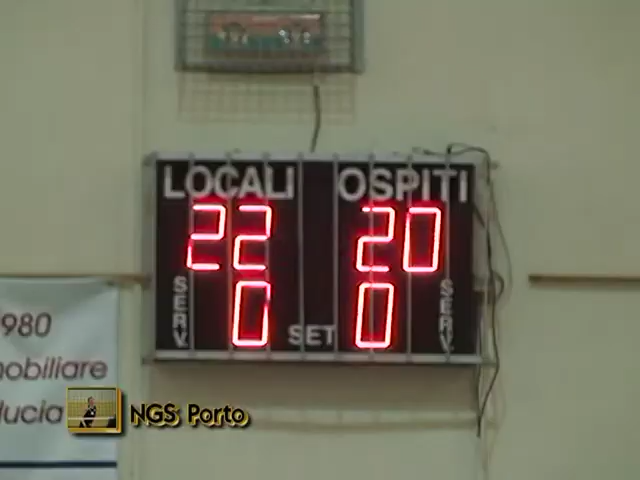 LOCALI OSPITI
22 20
SERV 0 SET 0 SERV
980
mobiliare
ducia
NGS Porto